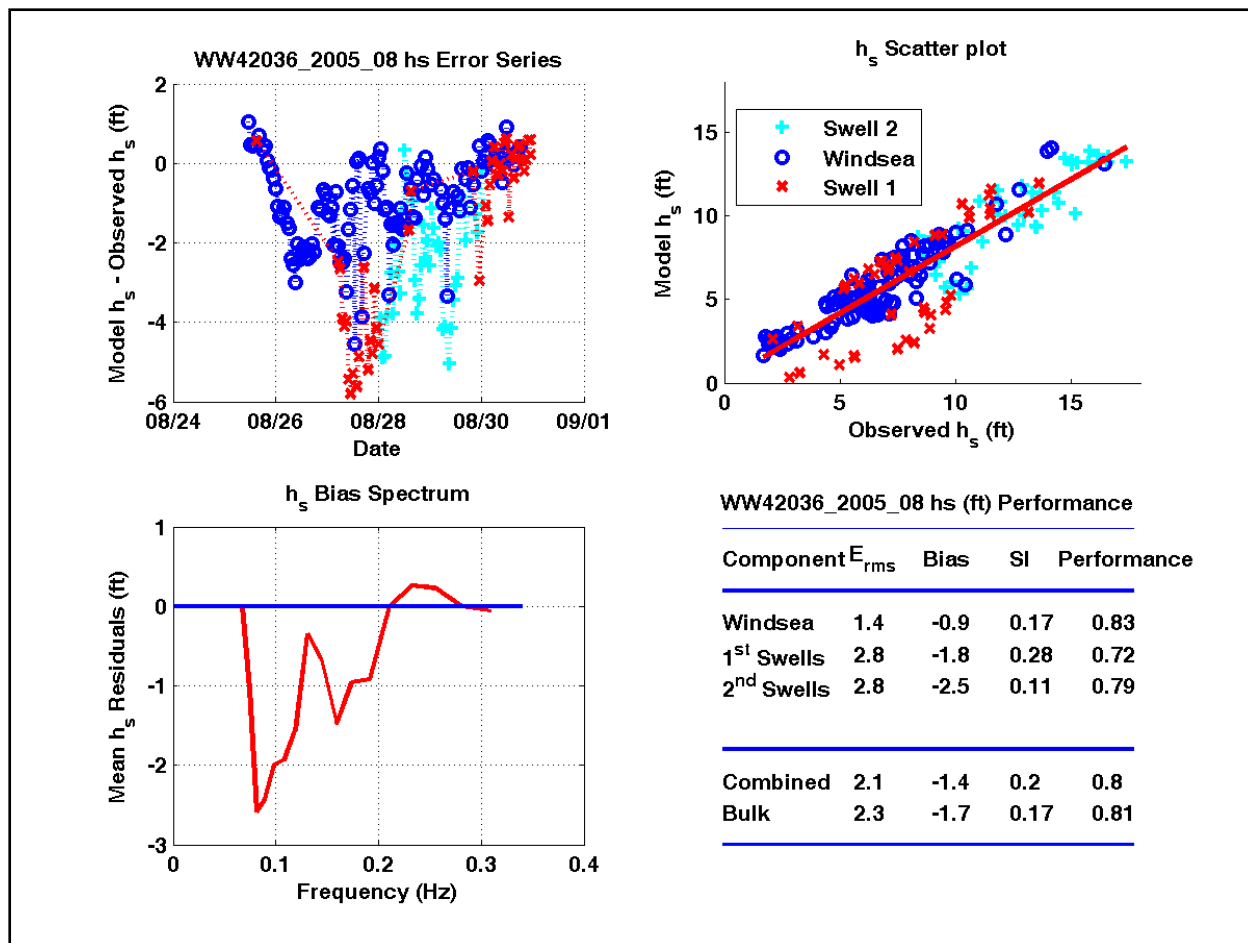 WW42036_2005_08 hs Error Series
2
0
-2
-4
-6
Model hs - Observed hs (ft)
08/24
08/26
08/28
08/30
09/01
Date
hs Scatter plot
Swell 2
Windsea
Swell 1
15
10
5
0
Model hs (ft)
0
5
10
15
Observed hs (ft)
hs Bias Spectrum
1
0
-1
-2
-3
Mean hs Residuals (ft)
0
0.1
0.2
0.3
0.4
Frequency (Hz)
WW42036_2005_08 hs (ft) Performance
Component Erms Bias SI Performance
Windsea 1.4 -0.9 0.17 0.83
1st Swells 2.8 -1.8 0.28 0.72
2nd Swells 2.8 -2.5 0.11 0.79
Combined 2.1 -1.4 0.2 0.8
Bulk 2.3 -1.7 0.17 0.81